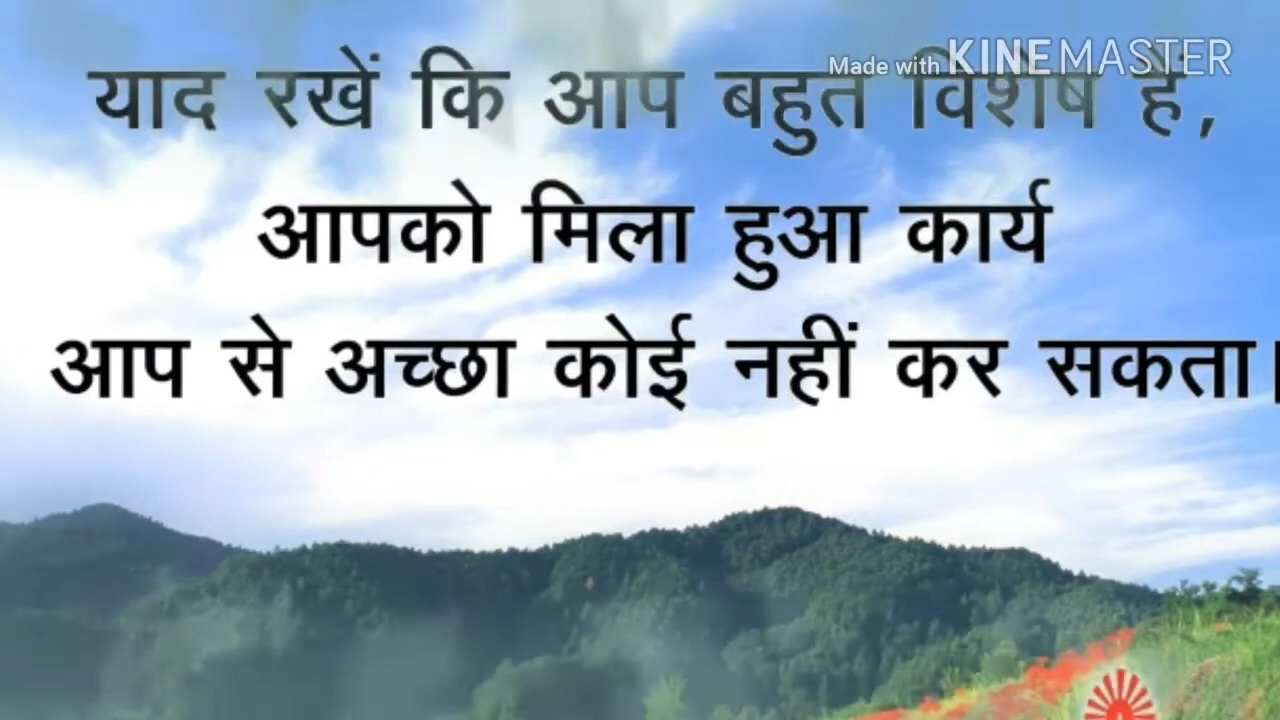 Made with KINEMASTER
याद रखें कि आप बहुत विशेष है,
आपको मिला हुआ कार्य
आप से अच्छा कोई नहीं कर सकता।